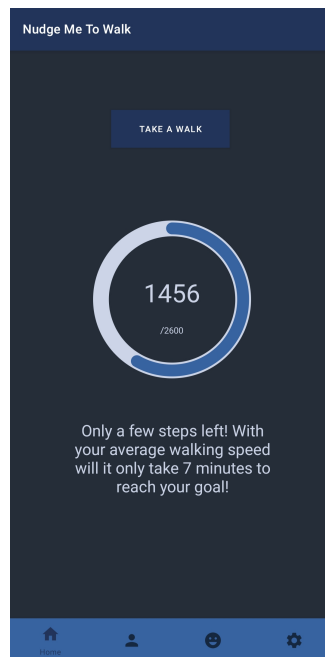 Nudge Me To Walk
TAKE A WALK
1456
/2600
Only a few steps left! With
your average walking speed
will it only take 7 minutes to
reach your goal!
Home